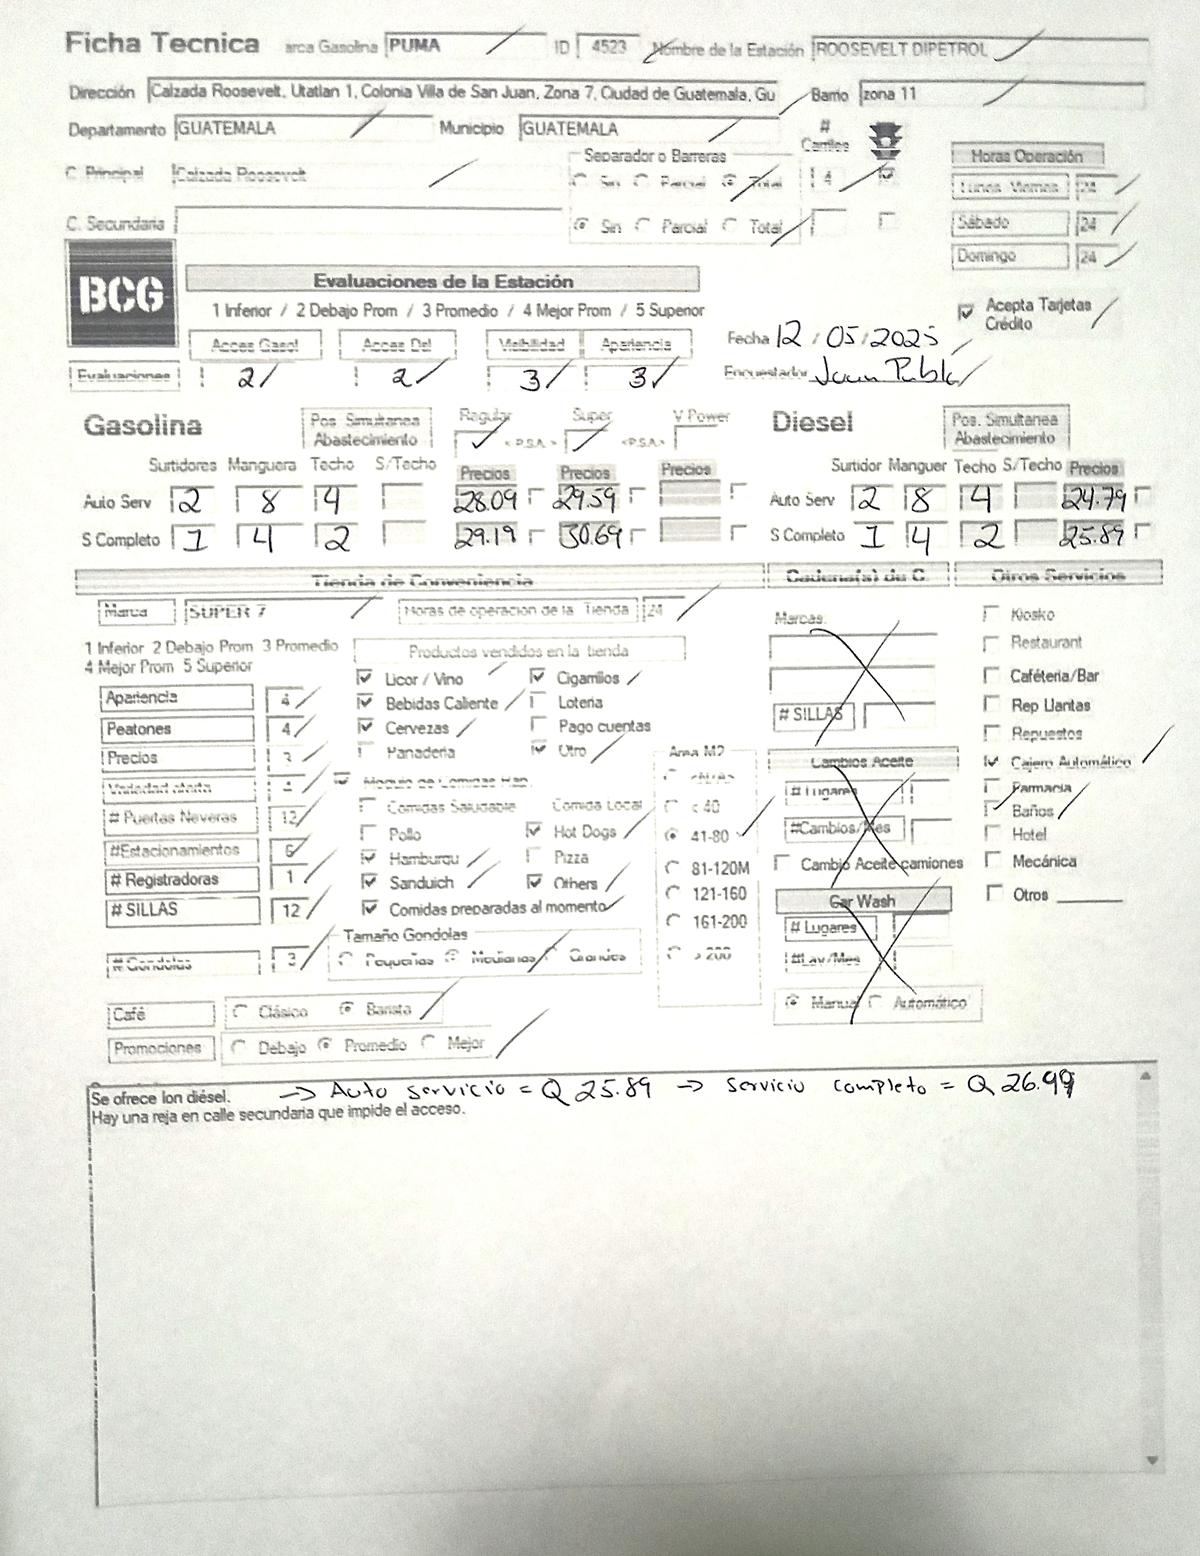 Ficha Tecnica arca Gasolina PUMA ID 4523 Nombre de la Estación ROOSEVELT DIPETROL
Dirección Calzada Roosevelt, Utatlan 1, Colonia Villa de San Juan, Zona 7, Ciudad de Guatemala, Gu Barrio zona 11
Departamento GUATEMALA Municipio GUATEMALA # Carriles
Separador o Barreras Horas Operación
C. Principal Calzada Roosevelt Sin Parcial Total 4 Lunes Viernes 24
C. Secundaria Sin Parcial Total Sábado 24
Domingo 24
BCG
Evaluaciones de la Estación
1 Inferior / 2 Debajo Prom / 3 Promedio / 4 Mejor Prom / 5 Superior Acepta Tarjetas Crédito
Acces Gasol Acces Del Visibilidad Apariencia Fecha 12 / 05 / 2025
Evaluaciones 2 2 3 3 Encuestador Juan Pablo
Gasolina Pos. Simultanea Abastecimiento Regular <P.S.A> Super <P.S.A> V Power Diesel Pos. Simultanea Abastecimiento
Surtidores Manguera Techo S/Techo Precios Precios Precios Surtidor Manguer Techo S/Techo Precios
Auto Serv 2 8 4 28.09 29.59 Auto Serv 2 8 4 24.79
S Completo 1 4 2 29.19 30.69 S Completo 1 4 2 25.89
Tienda de Conveniencia Cadena(s) de C. Otros Servicios
Marca SUPER 7 Horas de operacion de la Tienda 24 Marcas Kiosko
1 Inferior 2 Debajo Prom 3 Promedio Productos vendidos en la tienda Restaurant
4 Mejor Prom 5 Superior Licor / Vino Cigarrillos Caféteria/Bar
Apariencia 4 Bebidas Caliente Loteria # SILLAS Rep Llantas
Peatones 4 Cervezas Pago cuentas Repuestos
Precios 3 Panaderia Otro Area M2 Cambios Aceite Cajero Automático
Variedad Modulo de Comidas Rap. # Lugares Farmacia
# Puertas Neveras 12 Comidas Saludable Comida Local < 40 Baños
#Estacionamientos 6 Pollo Hot Dogs 41-80 #Cambios/Mes Hotel
# Registradoras 1 Hamburgu Pizza 81-120M Cambio Aceite camiones Mecánica
# SILLAS 12 Sanduich Others 121-160 Car Wash Otros
Comidas preparadas al momento 161-200 # Lugares
Tamaño Gondolas
# Gondolas 3 Pequeñas Medianas Grandes > 200 #Lav/Mes
Café Clásico Barista Manual Automático
Promociones Debajo Promedio Mejor
Se ofrece Ion diésel. -> Auto servicio = Q 25.89 -> Servicio completo = Q 26.99
Hay una reja en calle secundaria que impide el acceso.